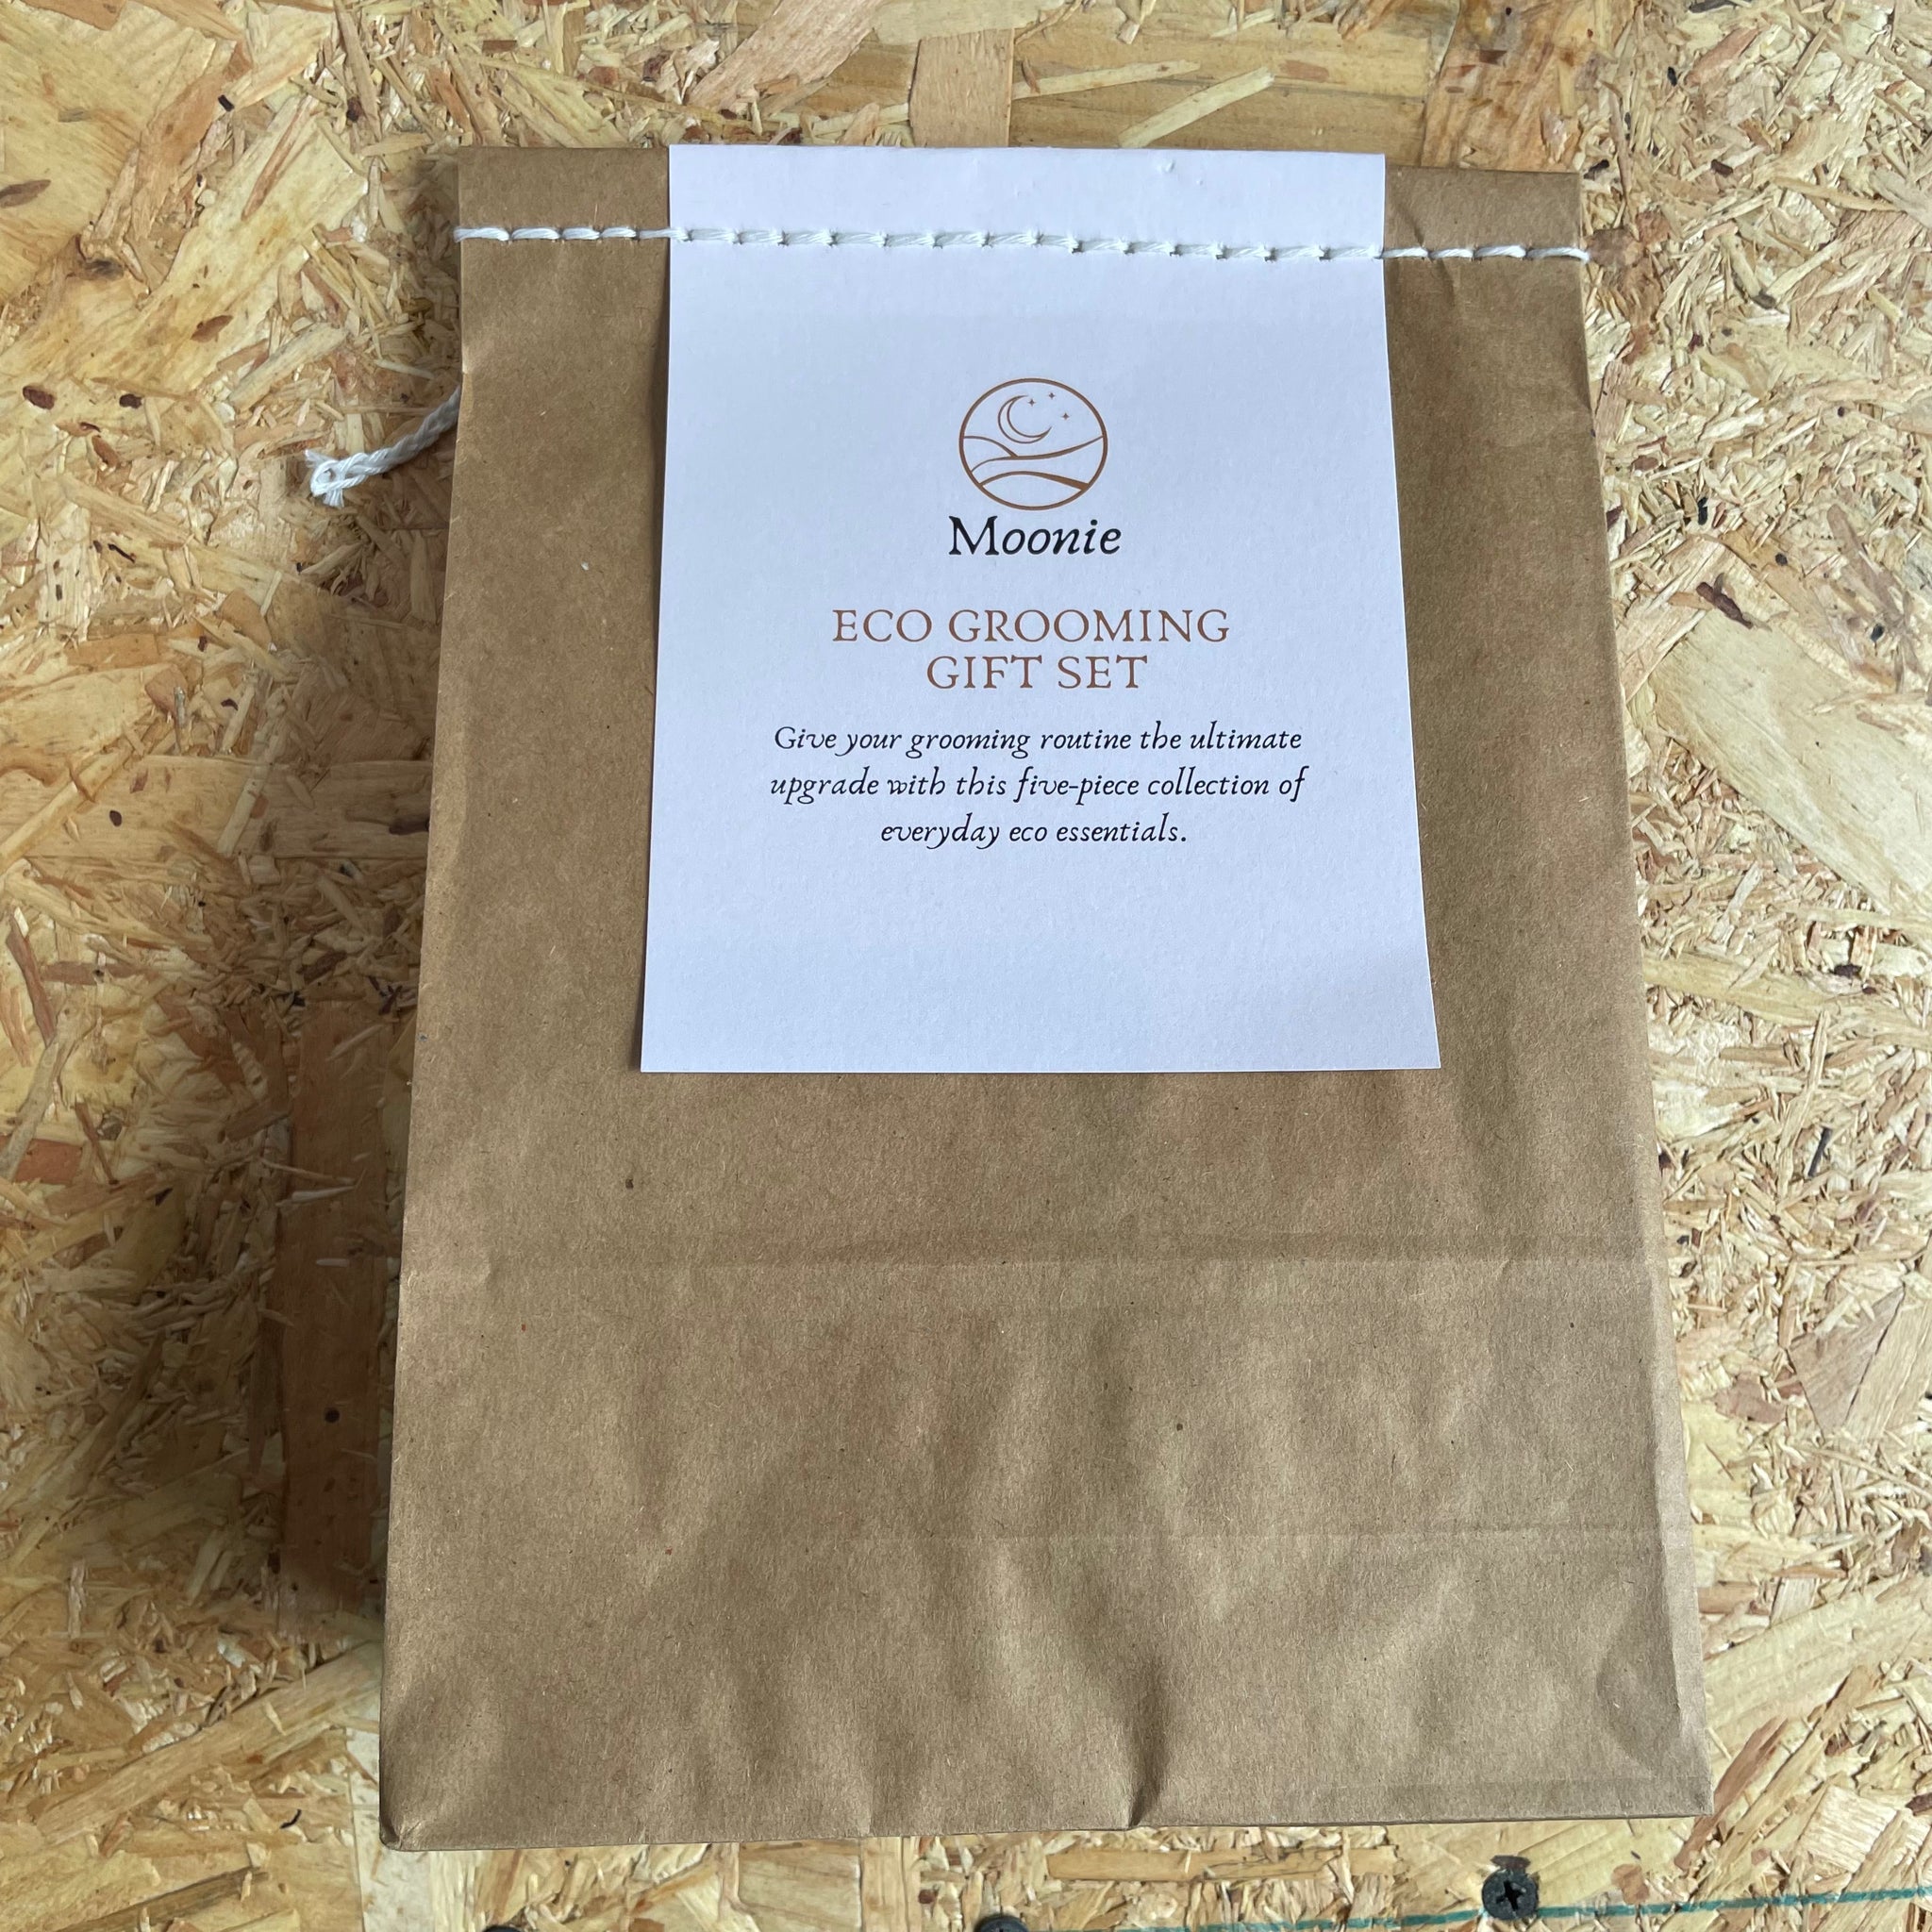 Moonie
ECO GROOMING
GIFT SET
Give your grooming routine the ultimate
upgrade with this five-piece collection of
everyday eco essentials.